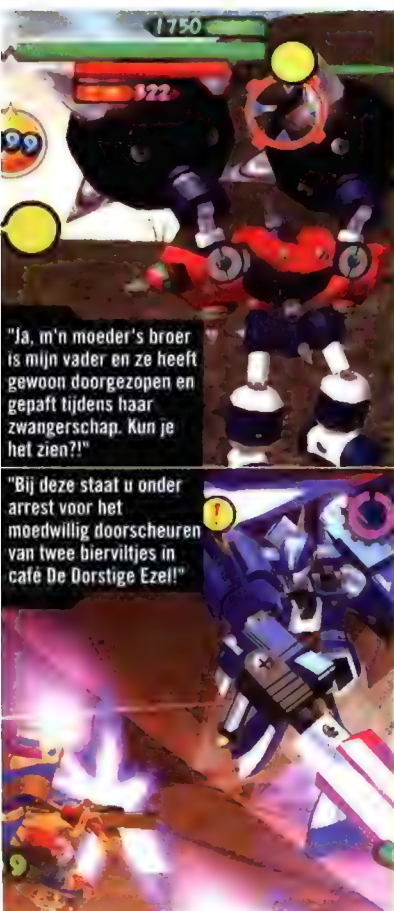 1750
322
99
"Ja, m'n moeder's broer
is mijn vader en ze heeft
gewoon doorgezopen en
gepaft tijdens haar
zwangerschap. Kun je
het zien?!"
"Bij deze staat u onder
arrest voor het
moedwillig doorscheuren
van twee bierviltjes in
café De Dorstige Ezel!"
!
9